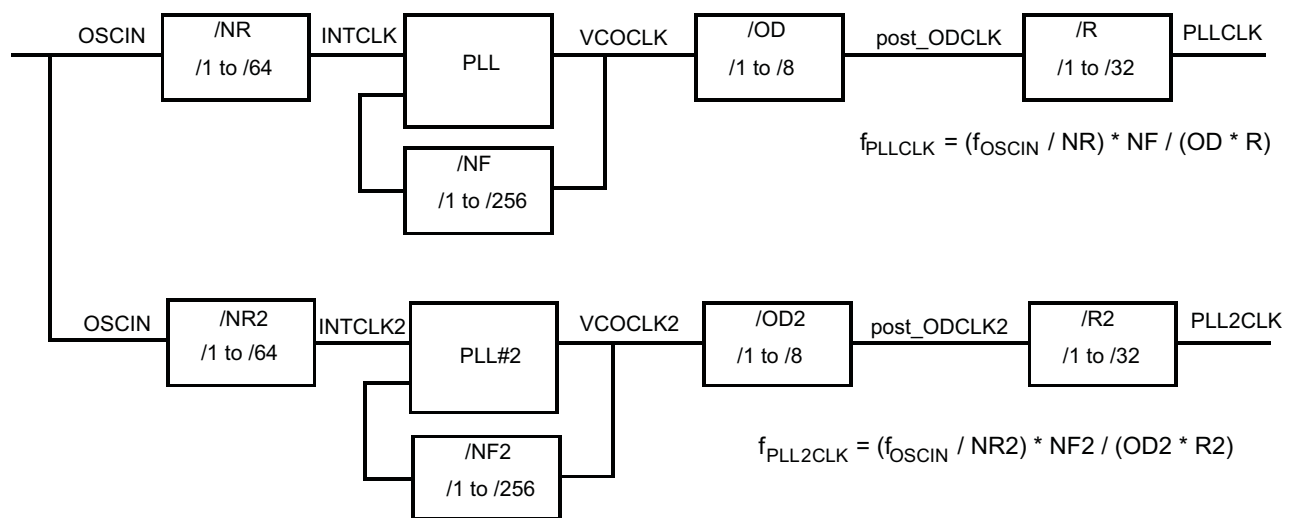 OSCIN
/NR
/1 to /64
INTCLK
PLL
VCOCLK
/OD
/1 to /8
post_ODCLK
/R
/1 to /32
PLLCLK
/NF
/1 to /256
fPLLCLK = (fOSCIN / NR) * NF / (OD * R)
OSCIN
/NR2
/1 to /64
INTCLK2
PLL#2
VCOCLK2
/OD2
/1 to /8
post_ODCLK2
/R2
/1 to /32
PLL2CLK
/NF2
/1 to /256
fPLL2CLK = (fOSCIN / NR2) * NF2 / (OD2 * R2)